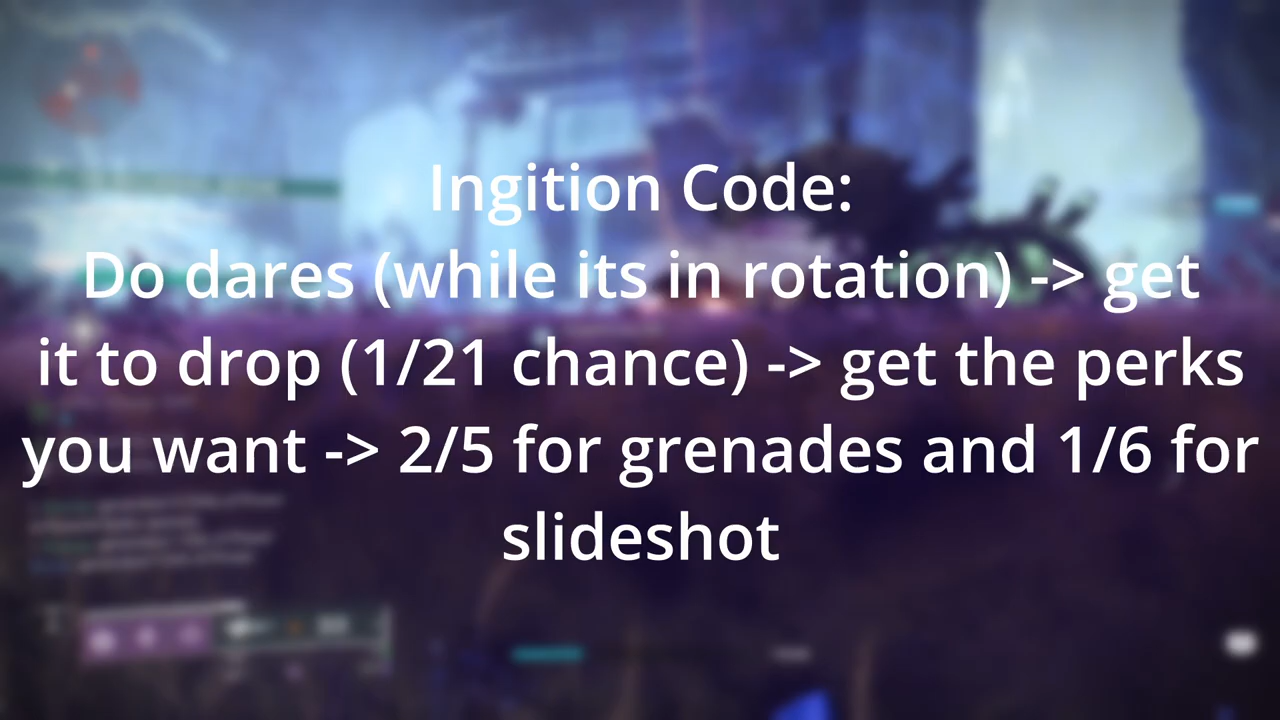 Ingition Code:
Do dares (while its in rotation) -> get
it to drop (1/21 chance) -> get the perks
you want -> 2/5 for grenades and 1/6 for
slideshot